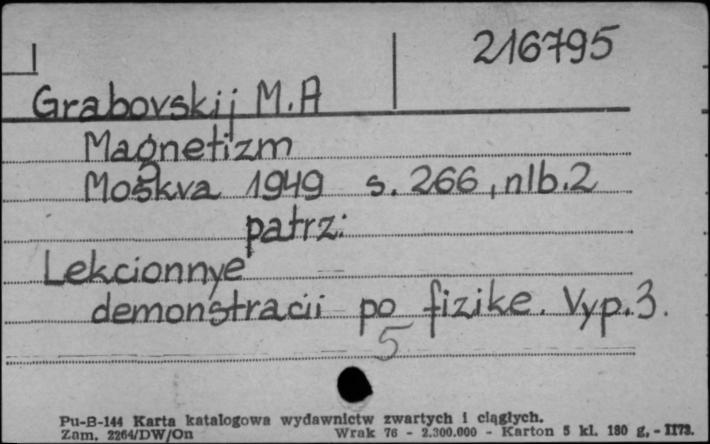 216795
Grabovskij M.A
Magnetizm
Moskva 1949 s. 266, nlb.2
patrz:
Lekcionnye
demonstracii po fizike. Vyp.3.
5
Pu-B-144 Karta katalogowa wydawnictw zwartych i ciągłych.
Zam. 2264/DW/On Wrak 76 - 2.300.000 - Karton 5 kl. 180 g. - 1173.